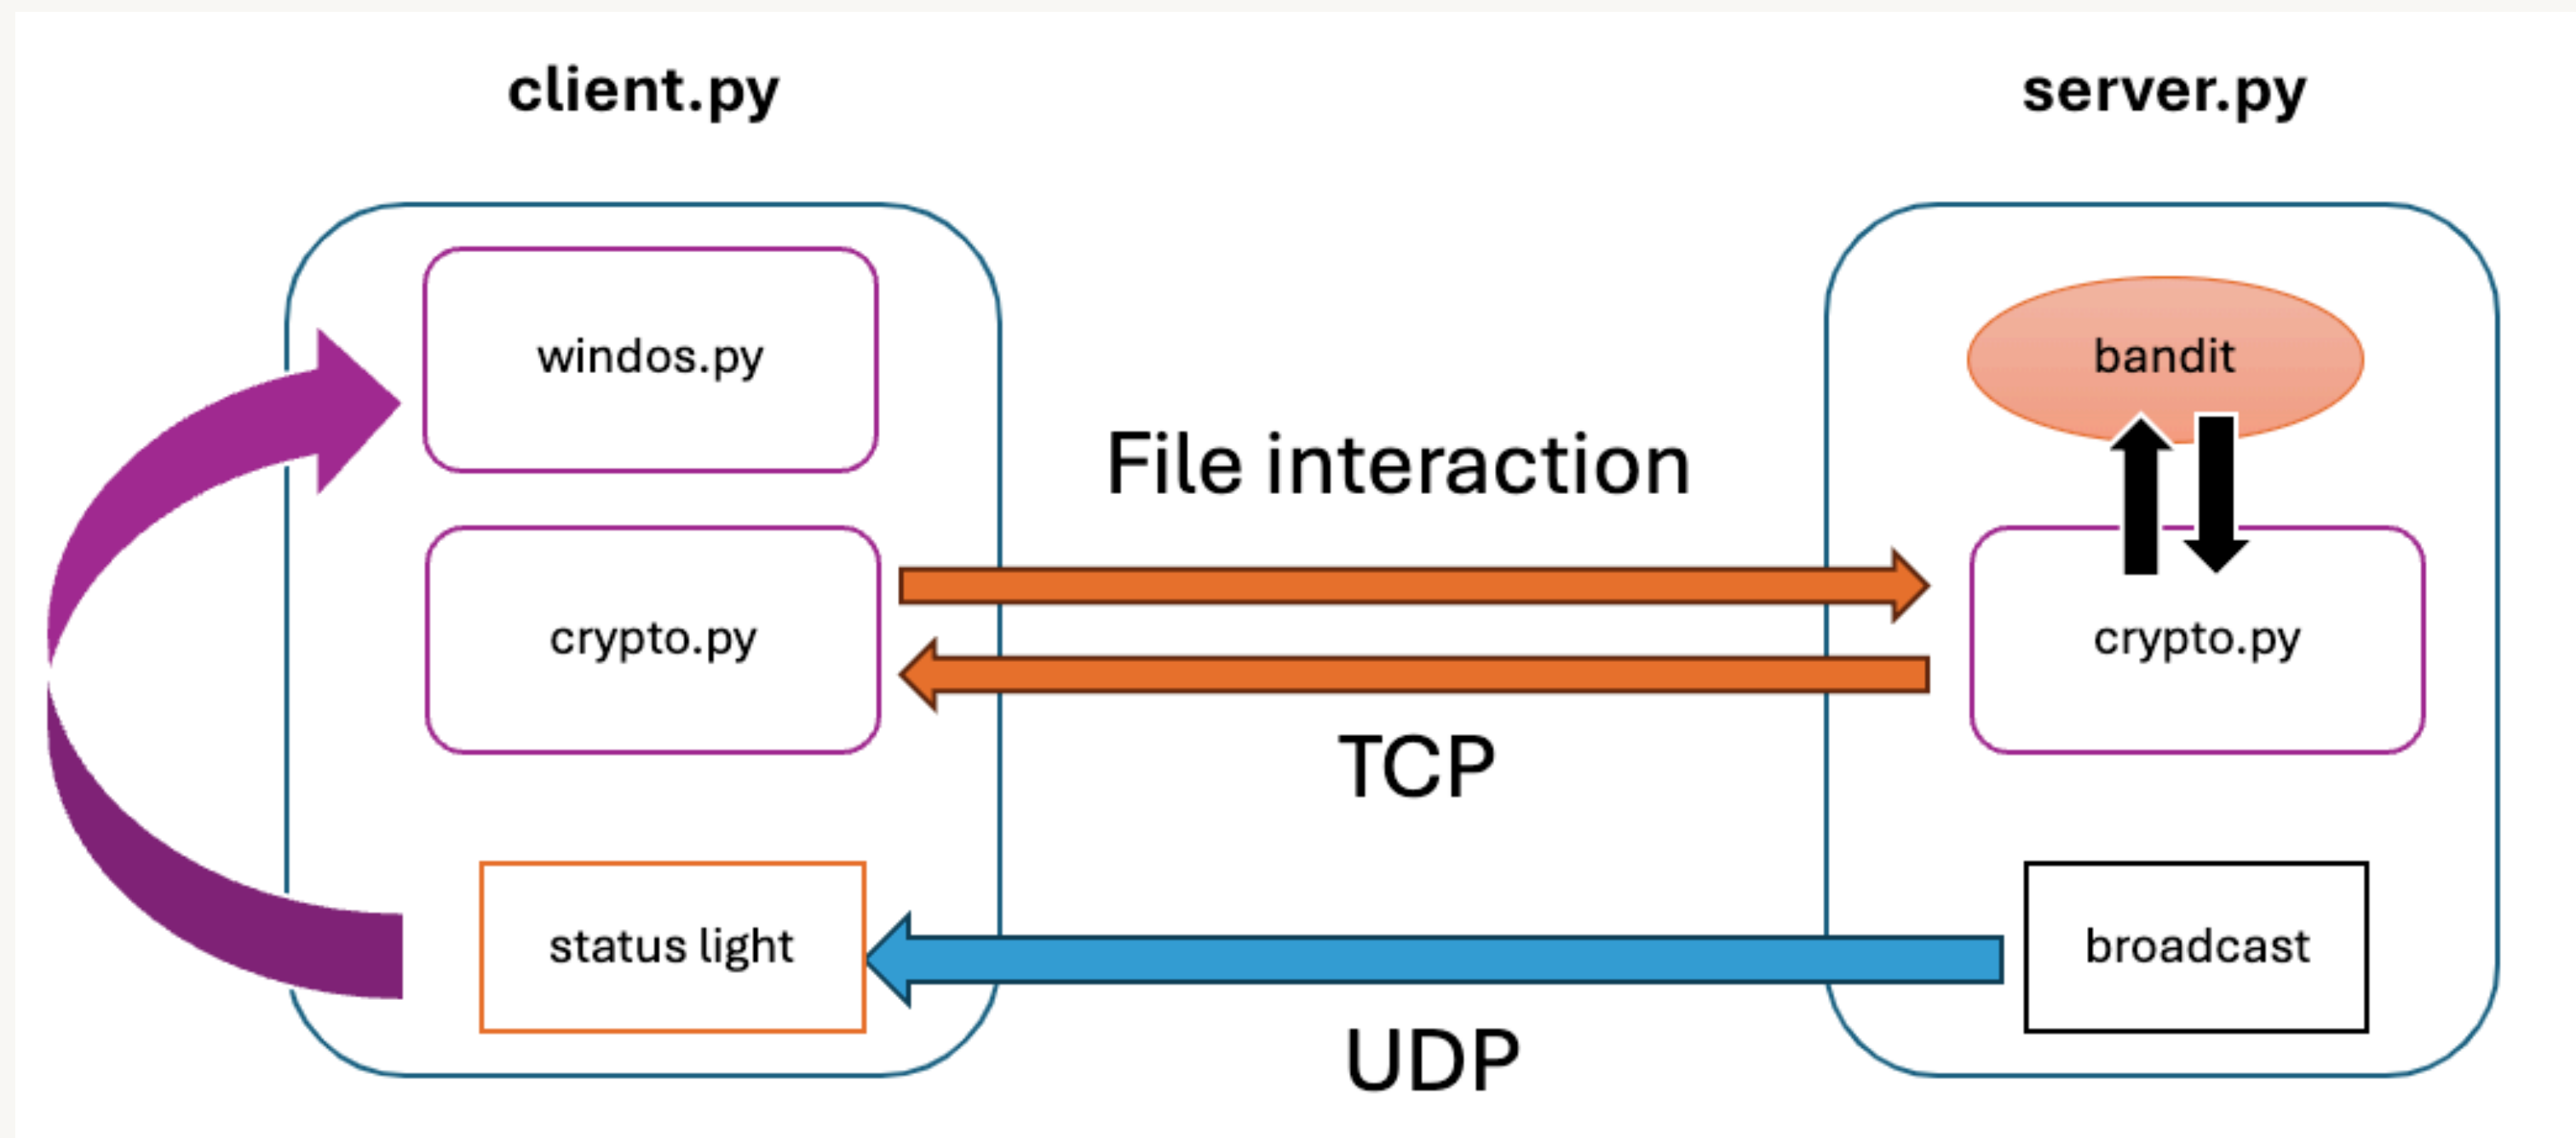 client.py
server.py
windos.py
bandit
File interaction
crypto.py
crypto.py
TCP
status light
broadcast
UDP